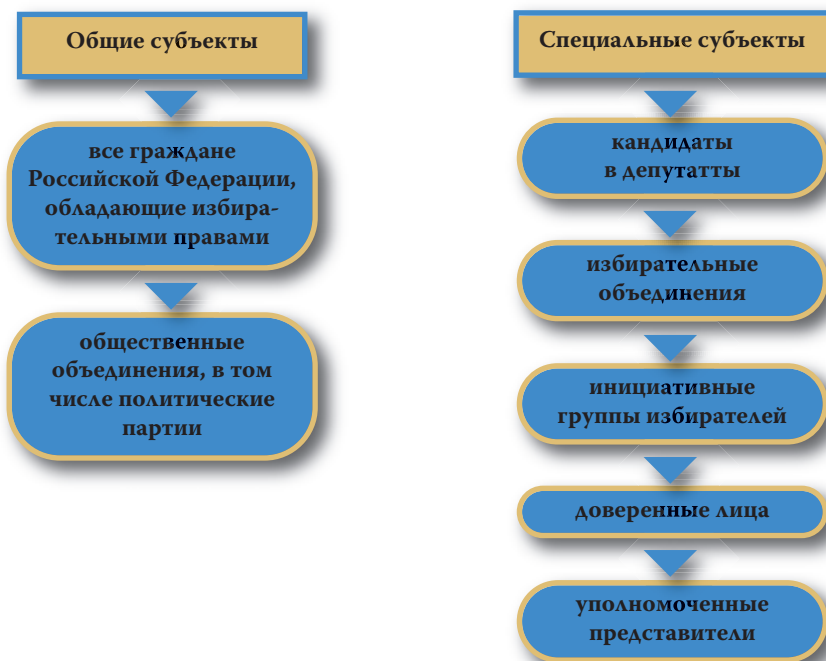 Общие субъекты
все граждане
Российской Федерации,
обладающие избира-
тельными правами
общественные
объединения, в том
числе политические
партии
Специальные субъекты
кандидаты
в депутатты
избирательные
объединения
инициативные
группы избирателей
доверенные лица
уполномоченные
представители